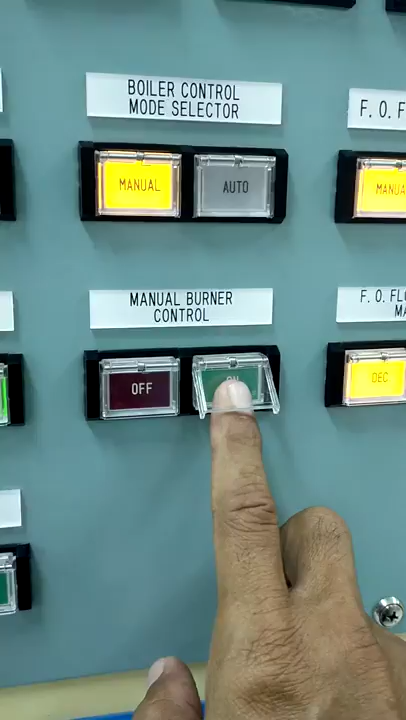 BOILER CONTROL
MODE SELECTOR
F. O. F
MANUAL
AUTO
MANUA
MANUAL BURNER
CONTROL
F. O. FL
MA
OFF
DEC